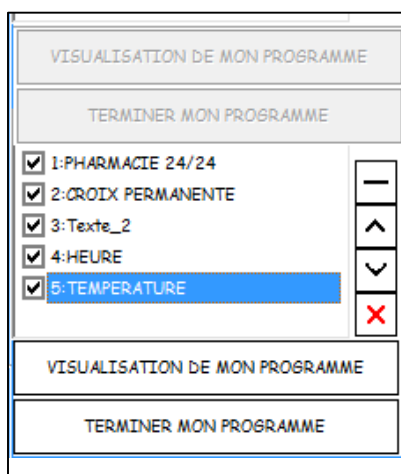 VISUALISATION DE MON PROGRAMME
TERMINER MON PROGRAMME
1:PHARMACIE 24/24
2:CROIX PERMANENTE
3:Texte_2
4:HEURE
5:TEMPERATURE
VISUALISATION DE MON PROGRAMME
TERMINER MON PROGRAMME